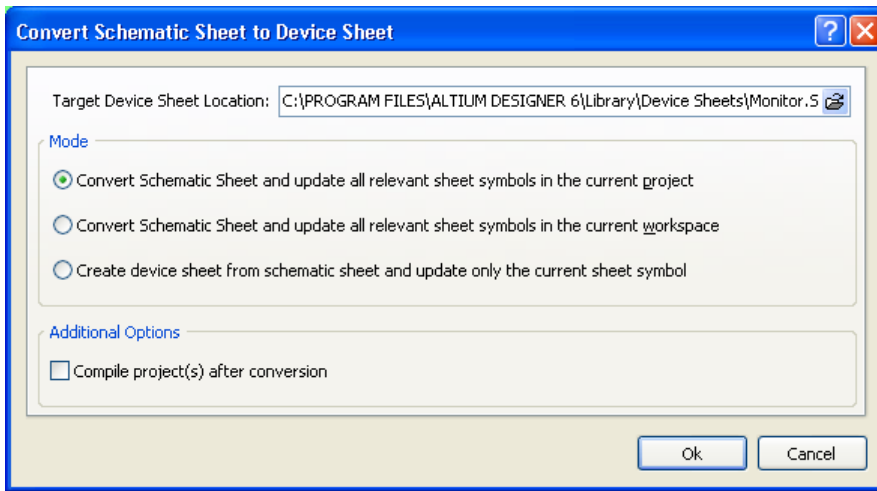 Convert Schematic Sheet to Device Sheet
Target Device Sheet Location: C:\PROGRAM FILES\ALTIUM DESIGNER 6\Library\Device Sheets\Monitor.S
Mode
Convert Schematic Sheet and update all relevant sheet symbols in the current project
Convert Schematic Sheet and update all relevant sheet symbols in the current workspace
Create device sheet from schematic sheet and update only the current sheet symbol
Additional Options
Compile project(s) after conversion
Ok Cancel